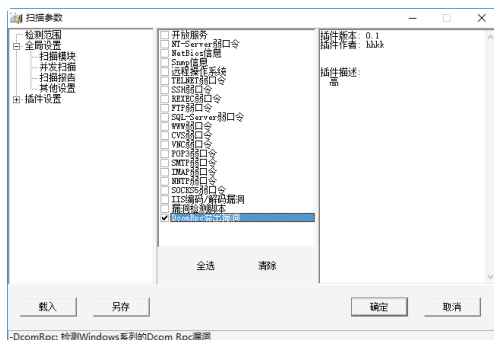 扫描参数
检测范围
全局设置
扫描模块
并发扫描
扫描报告
其他设置
插件设置
开放服务
NT-Server弱口令
NetBios信息
Snmp信息
远程操作系统
TELNET弱口令
SSH弱口令
REXEC弱口令
FTP弱口令
SQL-Server弱口令
WWW弱口令
CVS弱口令
VNC弱口令
POP3弱口令
SMTP弱口令
IMAP弱口令
NNTP弱口令
SOCKS5弱口令
IIS编码/解码漏洞
漏洞检测脚本
DcomRpc溢出漏洞
全选
清除
插件版本: 0.1
插件作者: hhkk
插件描述:
高
载入
另存
确定
取消
-DcomRpc: 检测Windows系列的Dcom Rpc漏洞